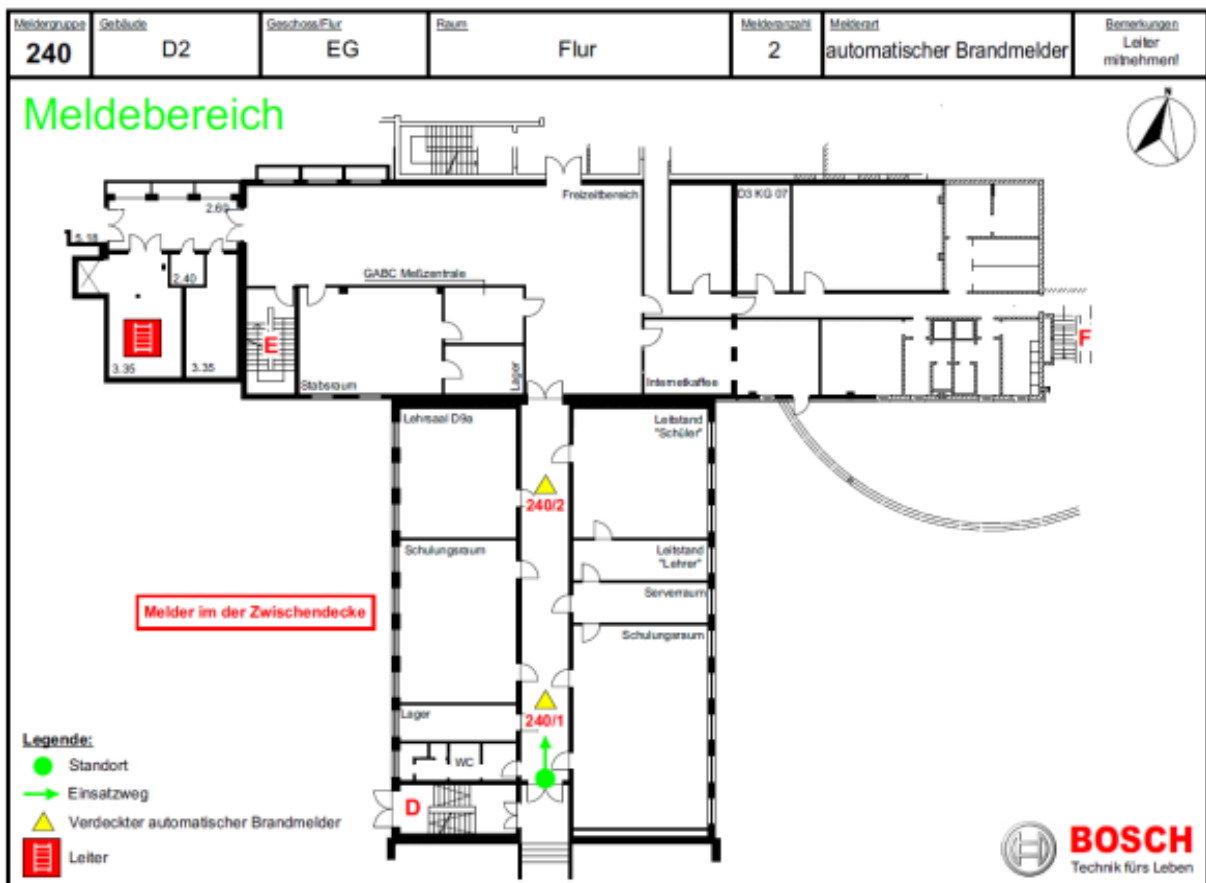 Meldergruppe
240
Gebäude
D2
Geschoss/Flur
EG
Raum
Flur
Melderanzahl
2
Melderart
automatischer Brandmelder
Bemerkungen
Leiter
mitnehmen!
Meldebereich
N
Freizeitbereich
D3 KG 07
2.60
5.18
2.40
GABC Meßzentrale
E
F
3.35
3.35
Stabsraum
Lager
Internetkaffee
Lehrsaal D9a
Leitstand
"Schüler"
240/2
Schulungsraum
Leitstand
"Lehrer"
Serverraum
Melder im der Zwischendecke
Schulungsraum
240/1
Lager
WC
D
Legende:
Standort
Einsatzweg
Verdeckter automatischer Brandmelder
Leiter
BOSCH
Technik fürs Leben